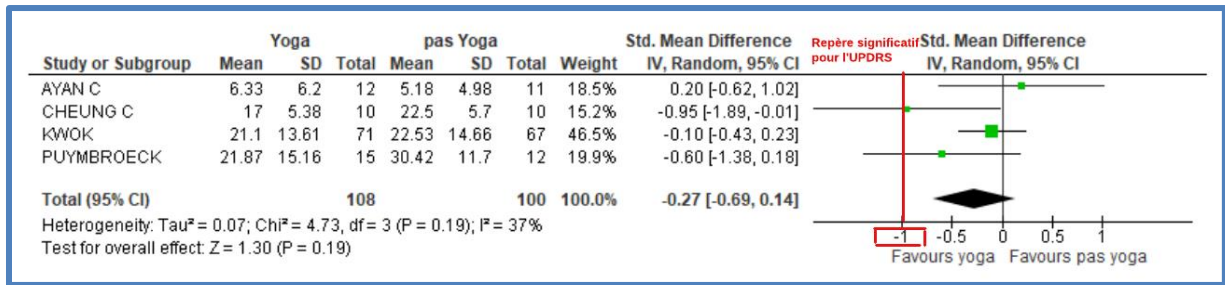 Yoga pas Yoga Std. Mean Difference Repère significatif Std. Mean Difference
Study or Subgroup Mean SD Total Mean SD Total Weight IV, Random, 95% CI pour l'UPDRS IV, Random, 95% CI
AYAN C 6.33 6.2 12 5.18 4.98 11 18.5% 0.20 [-0.62, 1.02]
CHEUNG C 17 5.38 10 22.5 5.7 10 15.2% -0.95 [-1.89, -0.01]
KWOK 21.1 13.61 71 22.53 14.66 67 46.5% -0.10 [-0.43, 0.23]
PUYMBROECK 21.87 15.16 15 30.42 11.7 12 19.9% -0.60 [-1.38, 0.18]
Total (95% CI) 108 100 100.0% -0.27 [-0.69, 0.14]
Heterogeneity: Tau² = 0.07; Chi² = 4.73, df = 3 (P = 0.19); I² = 37%
Test for overall effect: Z = 1.30 (P = 0.19)
-1 -0.5 0 0.5 1
Favours yoga Favours pas yoga